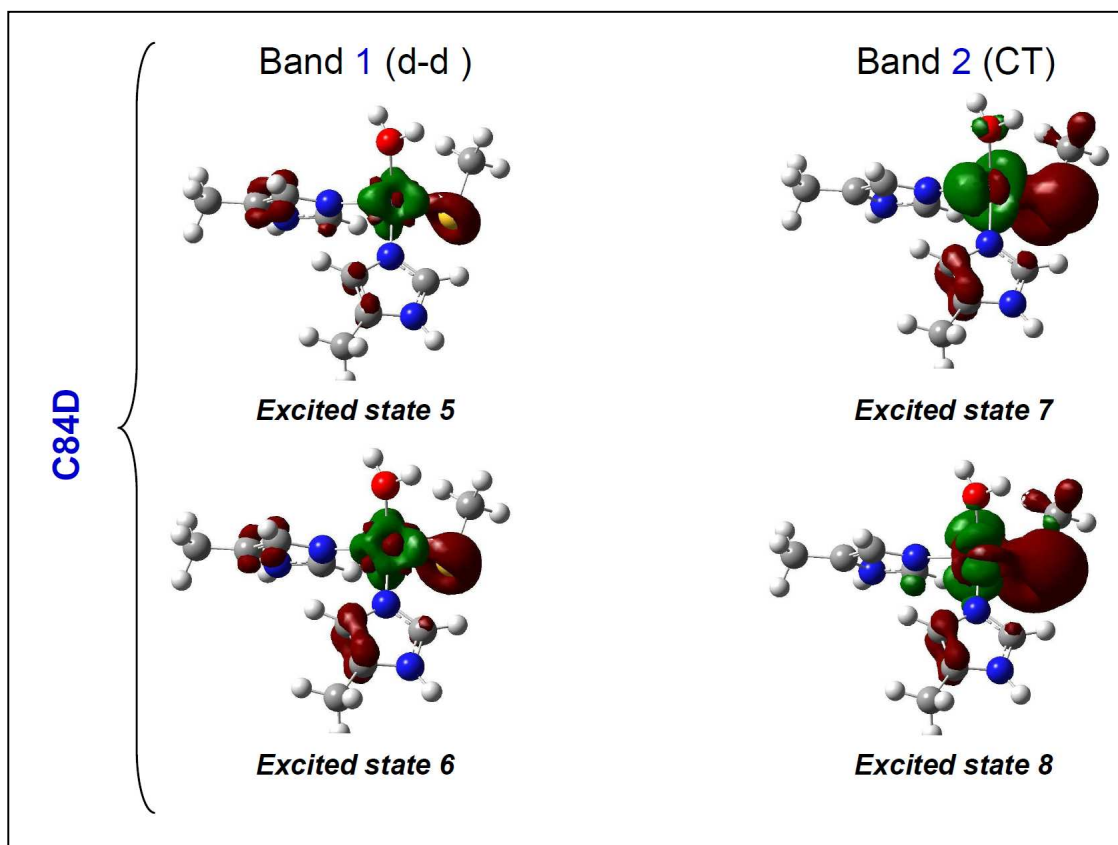 Band 1 (d-d )
Band 2 (CT)
Excited state 5
Excited state 7
C84D
Excited state 6
Excited state 8